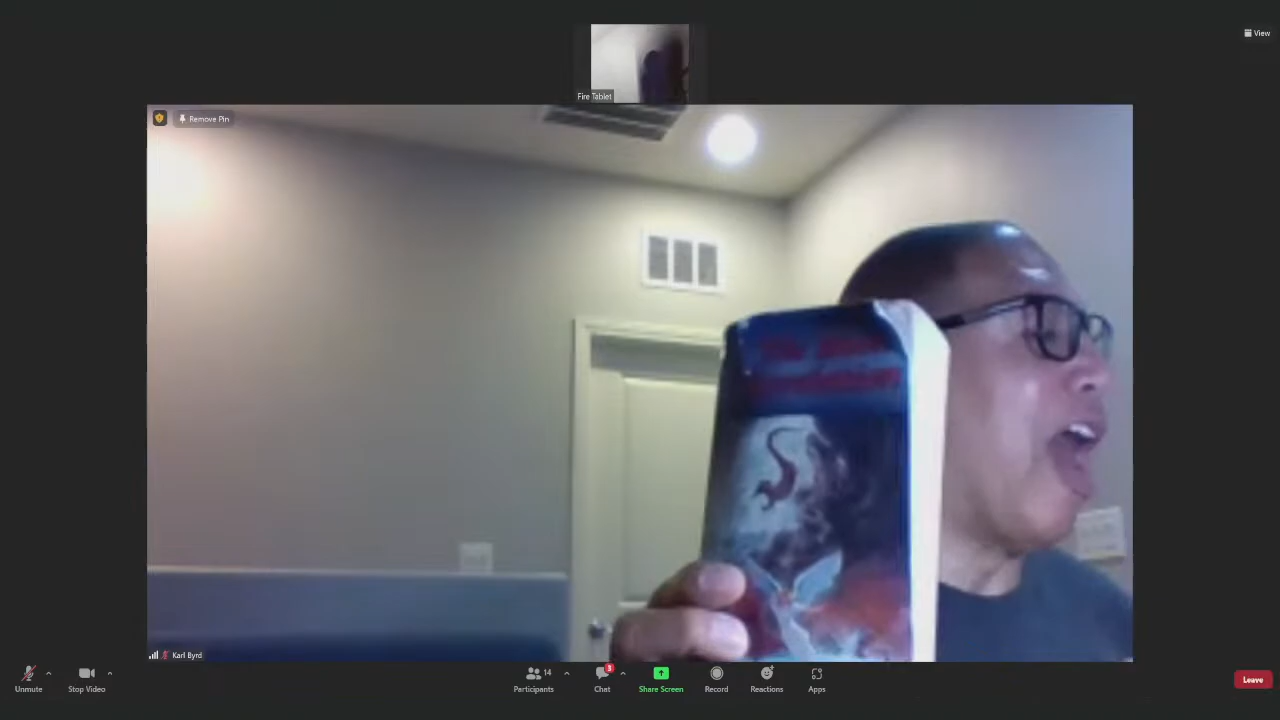 View
Fire Tablet
Remove Pin
Karl Byrd
14
3
Unmute
Stop Video
Participants
Chat
Share Screen
Record
Reactions
Apps
Leave